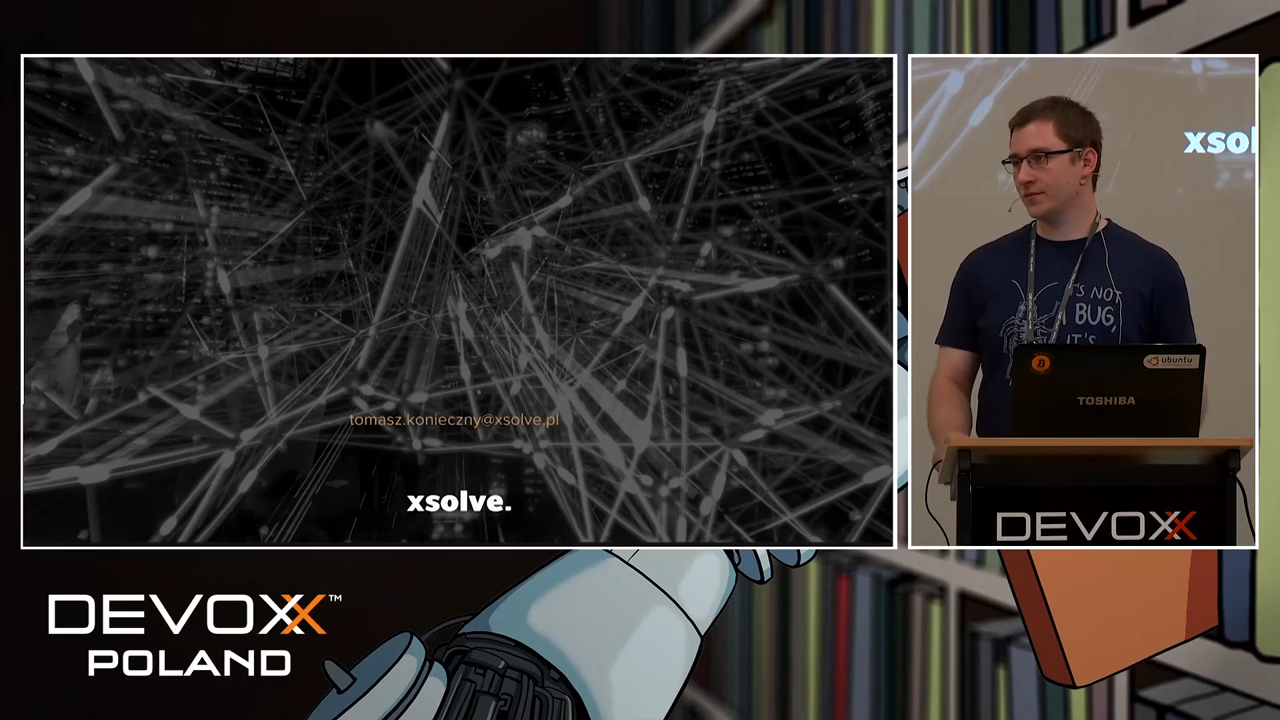 tomasz.konieczny@xsolve.pl
xsolve.
xsol
IT'S NOT
A BUG,
IT'S
ubuntu
TOSHIBA
DEVOXX
DEVOXX™
POLAND